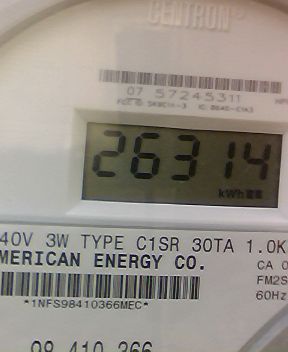 CENTRON®
07 57245311
26314
kWh
40V 3W TYPE C1SR 30TA 1.0K
MERICAN ENERGY CO.
CA 0
FM2S
60Hz
*1NFS98410366MEC*
98 410 366